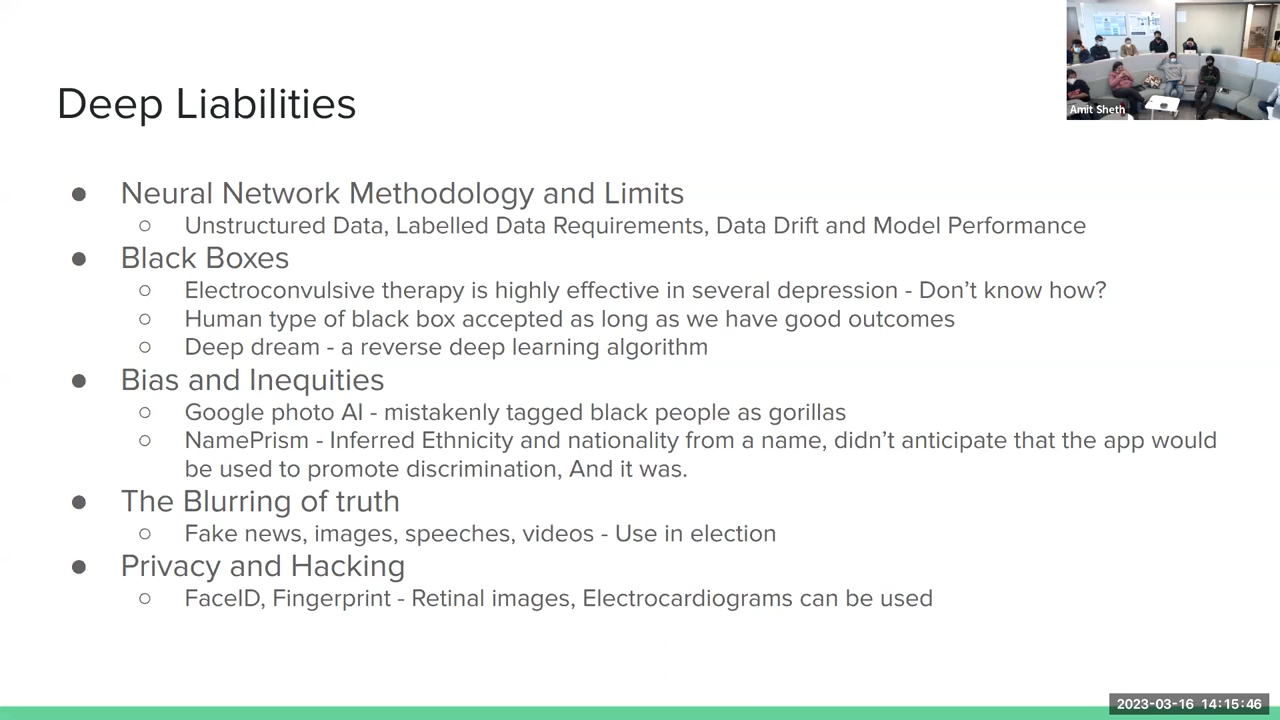 Deep Liabilities
Amit Sheth
● Neural Network Methodology and Limits
○ Unstructured Data, Labelled Data Requirements, Data Drift and Model Performance
● Black Boxes
○ Electroconvulsive therapy is highly effective in several depression - Don't know how?
○ Human type of black box accepted as long as we have good outcomes
○ Deep dream - a reverse deep learning algorithm
● Bias and Inequities
○ Google photo AI - mistakenly tagged black people as gorillas
○ NamePrism - Inferred Ethnicity and nationality from a name, didn't anticipate that the app would
be used to promote discrimination, And it was.
● The Blurring of truth
○ Fake news, images, speeches, videos - Use in election
● Privacy and Hacking
○ FaceID, Fingerprint - Retinal images, Electrocardiograms can be used
2023-03-16 14:15:46